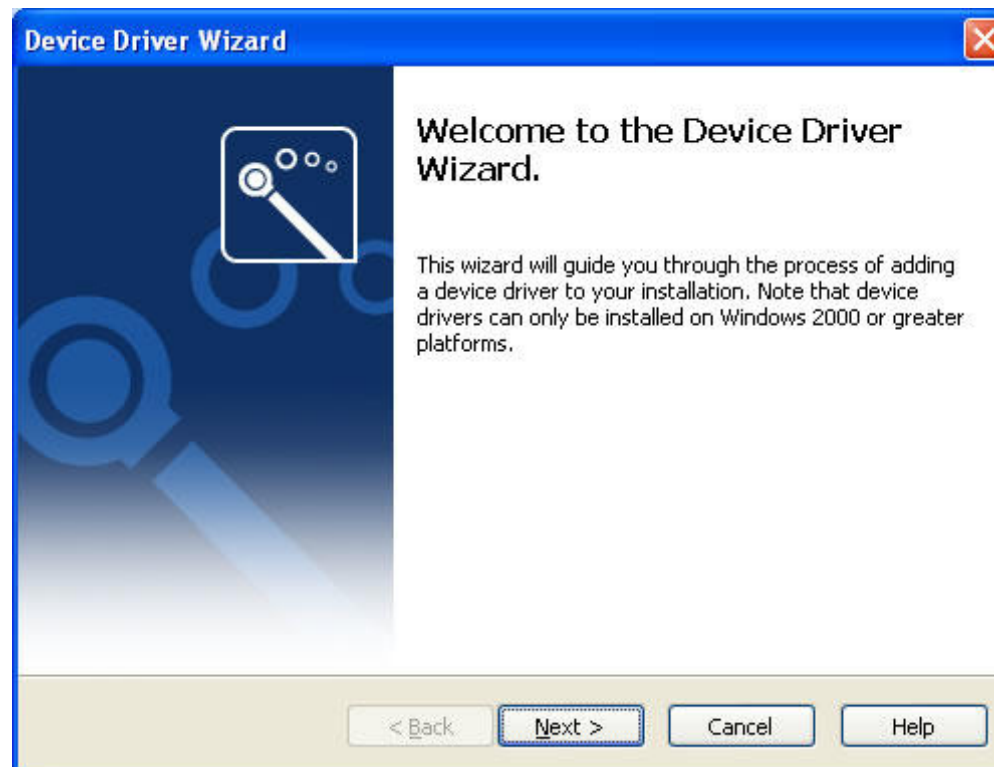 Device Driver Wizard
Welcome to the Device Driver
Wizard.
This wizard will guide you through the process of adding
a device driver to your installation. Note that device
drivers can only be installed on Windows 2000 or greater
platforms.
< Back
Next >
Cancel
Help